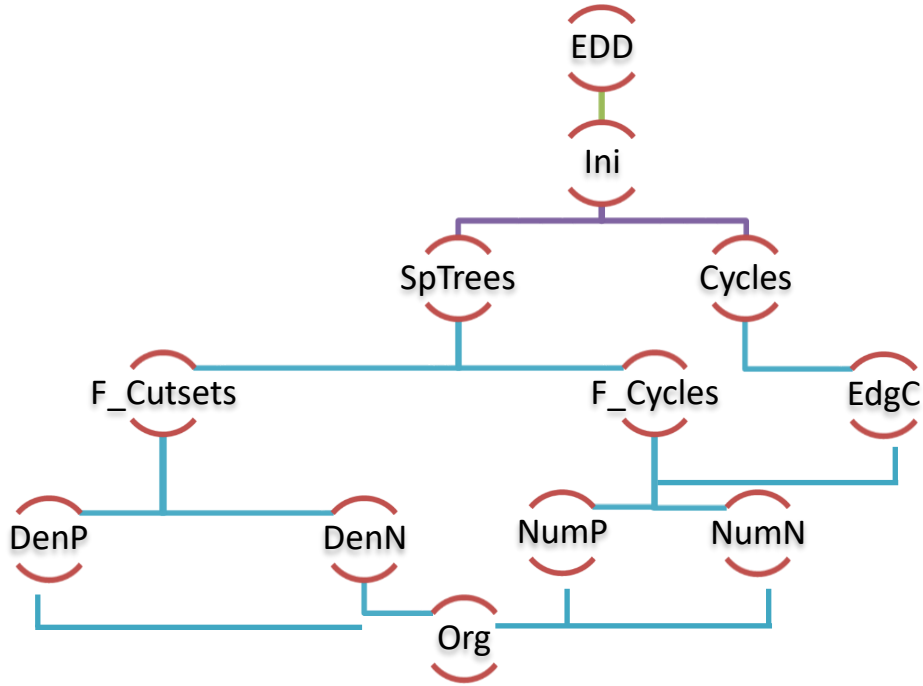 EDD
Ini
SpTrees
Cycles
F_Cutsets
F_Cycles
EdgC
DenP
DenN
NumP
NumN
Org